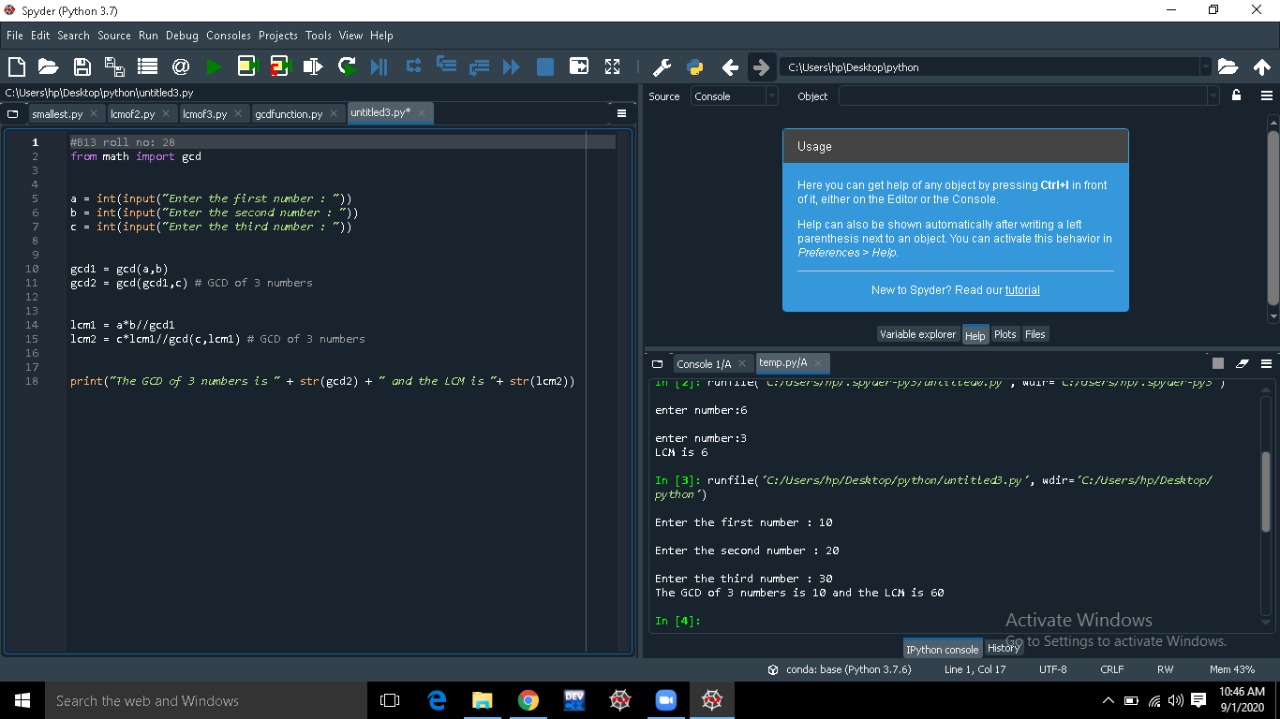 Spyder (Python 3.7)
File Edit Search Source Run Debug Consoles Projects Tools View Help
C:\Users\hp\Desktop\python
C:\Users\hp\Desktop\python\untitled3.py
smallest.py lcmof2.py lcmof3.py gcdfunction.py untitled3.py*
1 #B13 roll no: 28
2 from math import gcd
3
4
5 a = int(input("Enter the first number : "))
6 b = int(input("Enter the second number : "))
7 c = int(input("Enter the third number : "))
8
9
10 gcd1 = gcd(a,b)
11 gcd2 = gcd(gcd1,c) # GCD of 3 numbers
12
13
14 lcm1 = a*b//gcd1
15 lcm2 = c*lcm1//gcd(c,lcm1) # GCD of 3 numbers
16
17
18 print("The GCD of 3 numbers is " + str(gcd2) + " and the LCM is "+ str(lcm2))
Source Console Object
Usage
Here you can get help of any object by pressing Ctrl+I in front
of it, either on the Editor or the Console.
Help can also be shown automatically after writing a left
parenthesis next to an object. You can activate this behavior in
Preferences > Help.
New to Spyder? Read our tutorial
Variable explorer Help Plots Files
Console 1/A temp.py/A
In [2]: runfile('C:/Users/hp/.spyder-py3/untitled0.py', wdir='C:/Users/hp/.spyder-py3')
enter number:6
enter number:3
LCM is 6
In [3]: runfile('C:/Users/hp/Desktop/python/untitled3.py', wdir='C:/Users/hp/Desktop/
python')
Enter the first number : 10
Enter the second number : 20
Enter the third number : 30
The GCD of 3 numbers is 10 and the LCM is 60
In [4]:
Activate Windows
Go to Settings to activate Windows.
IPython console History
conda: base (Python 3.7.6) Line 1, Col 17 UTF-8 CRLF RW Mem 43%
Search the web and Windows
DEV
10:46 AM
9/1/2020